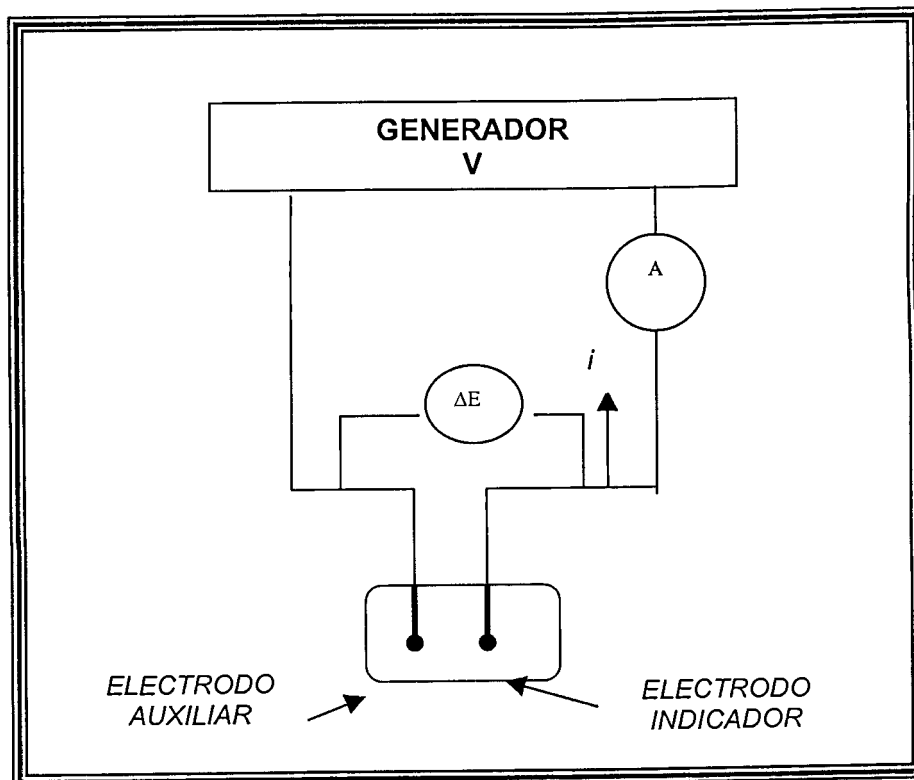 GENERADOR
V
A
i
ΔE
ELECTRODO
AUXILIAR
ELECTRODO
INDICADOR